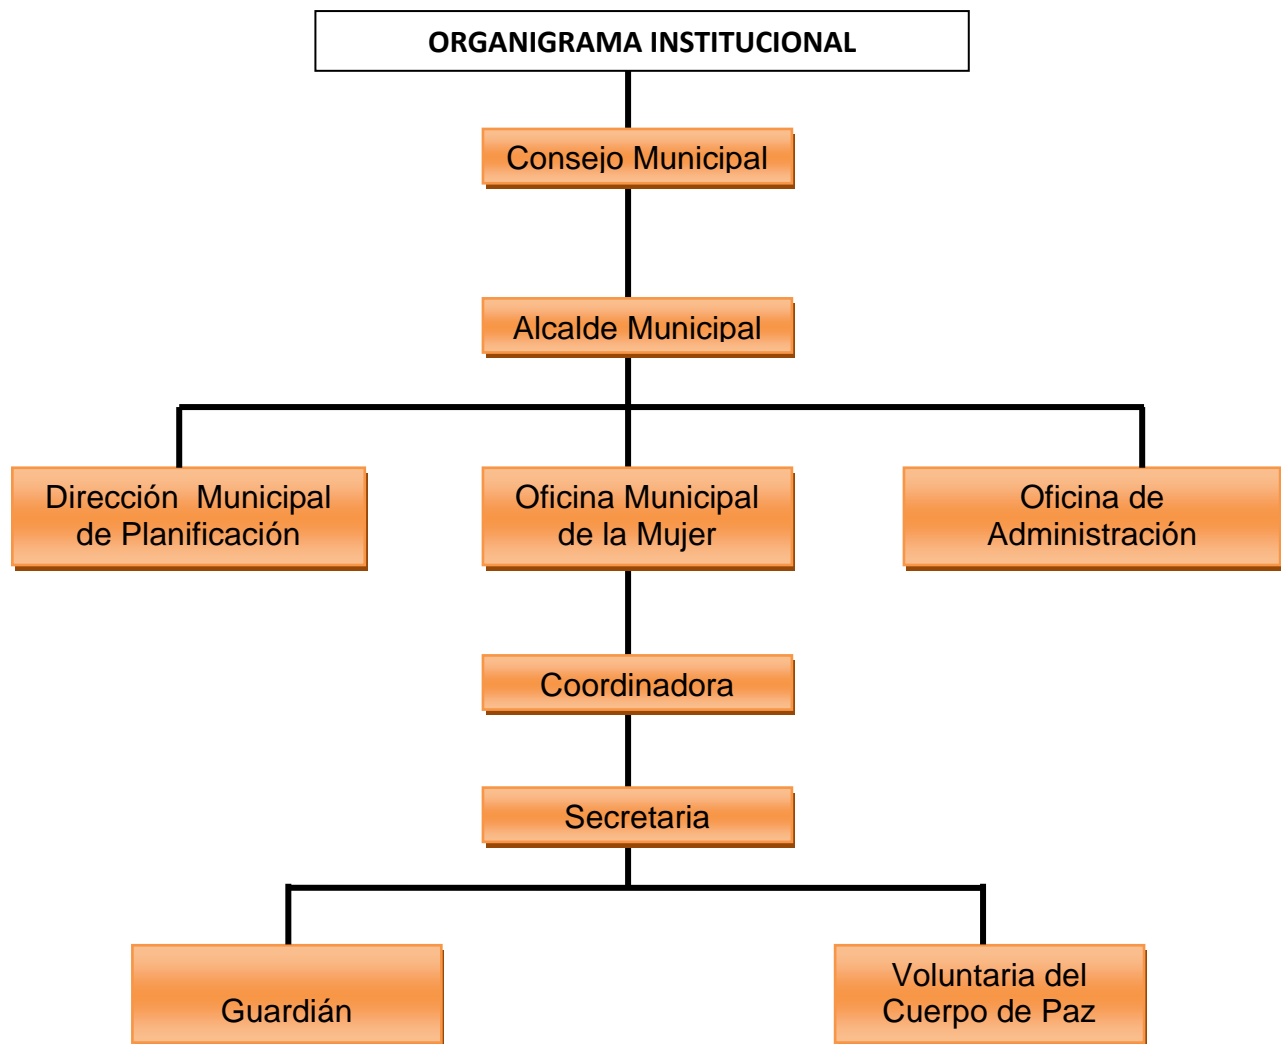 ORGANIGRAMA INSTITUCIONAL
Consejo Municipal
Alcalde Municipal
Dirección Municipal
de Planificación
Oficina Municipal
de la Mujer
Oficina de
Administración
Coordinadora
Secretaria
Guardián
Voluntaria del
Cuerpo de Paz